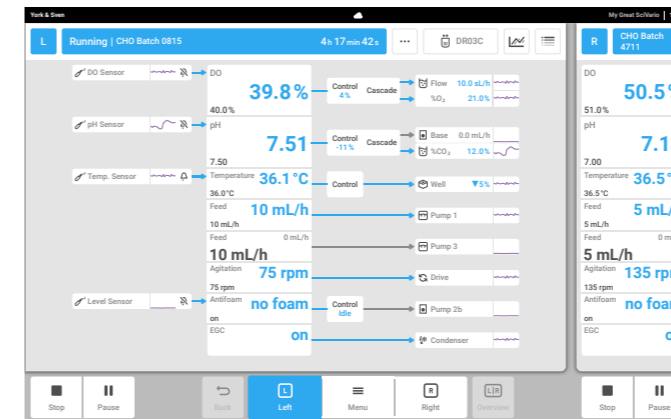 York & Sven
My Great SciVario
L Running | CHO Batch 0815 4h 17min 42s ... DR03C
R CHO Batch 4711
DO Sensor
DO
39.8%
40.0%
Control 4%
Cascade
Flow 10.0 sL/h
%O₂ 21.0%
DO
50.5%
51.0%
pH Sensor
pH
7.51
7.50
Control -11%
Cascade
Base 0.0 mL/h
%CO₂ 12.0%
pH
7.1
7.00
Temp. Sensor
Temperature 36.1°C
36.0°C
Control
Well ▼5%
Temperature 36.5°
36.5°C
Feed 10 mL/h
10 mL/h
Pump 1
Feed 5 mL/
5 mL/h
Feed 0 mL/h
10 mL/h
Pump 3
Feed 0 m
5 mL/h
Agitation 75 rpm
75 rpm
Drive
Agitation 135 rp
135 rpm
Level Sensor
Antifoam no foam
on
Control Idle
Pump 2b
Antifoam no foa
on
EGC on
Condenser
EGC
Stop
Pause
Back
L
Left
Menu
R
Right
L|R
Overview
Stop
Pause